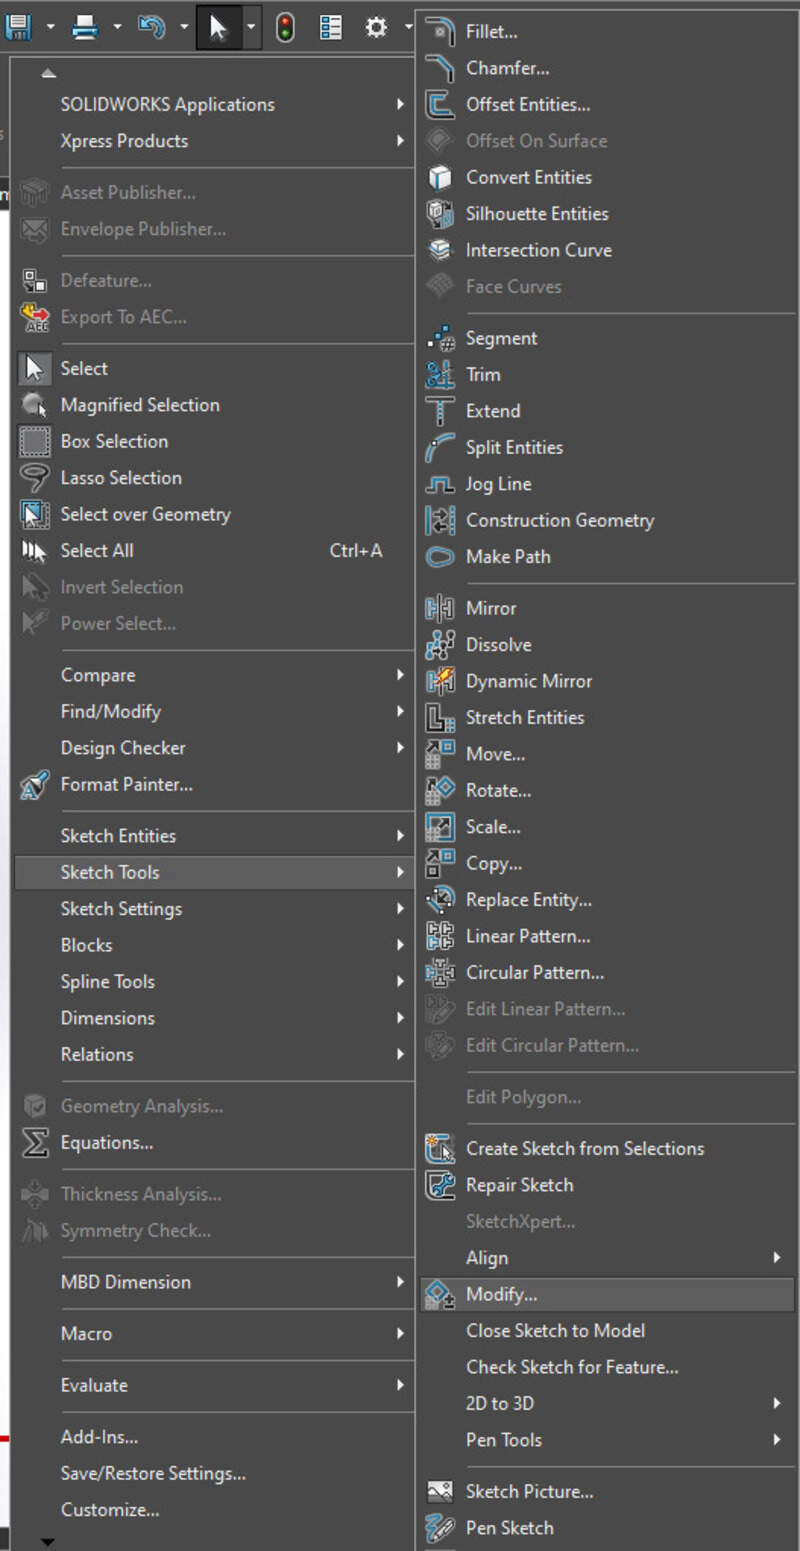 SOLIDWORKS Applications
Xpress Products
Asset Publisher...
Envelope Publisher...
Defeature...
Export To AEC...
Select
Magnified Selection
Box Selection
Lasso Selection
Select over Geometry
Select All Ctrl+A
Invert Selection
Power Select...
Compare
Find/Modify
Design Checker
Format Painter...
Sketch Entities
Sketch Tools
Sketch Settings
Blocks
Spline Tools
Dimensions
Relations
Geometry Analysis...
Equations...
Thickness Analysis...
Symmetry Check...
MBD Dimension
Macro
Evaluate
Add-Ins...
Save/Restore Settings...
Customize...
Fillet...
Chamfer...
Offset Entities...
Offset On Surface
Convert Entities
Silhouette Entities
Intersection Curve
Face Curves
Segment
Trim
Extend
Split Entities
Jog Line
Construction Geometry
Make Path
Mirror
Dissolve
Dynamic Mirror
Stretch Entities
Move...
Rotate...
Scale...
Copy...
Replace Entity...
Linear Pattern...
Circular Pattern...
Edit Linear Pattern...
Edit Circular Pattern...
Edit Polygon...
Create Sketch from Selections
Repair Sketch
SketchXpert...
Align
Modify...
Close Sketch to Model
Check Sketch for Feature...
2D to 3D
Pen Tools
Sketch Picture...
Pen Sketch